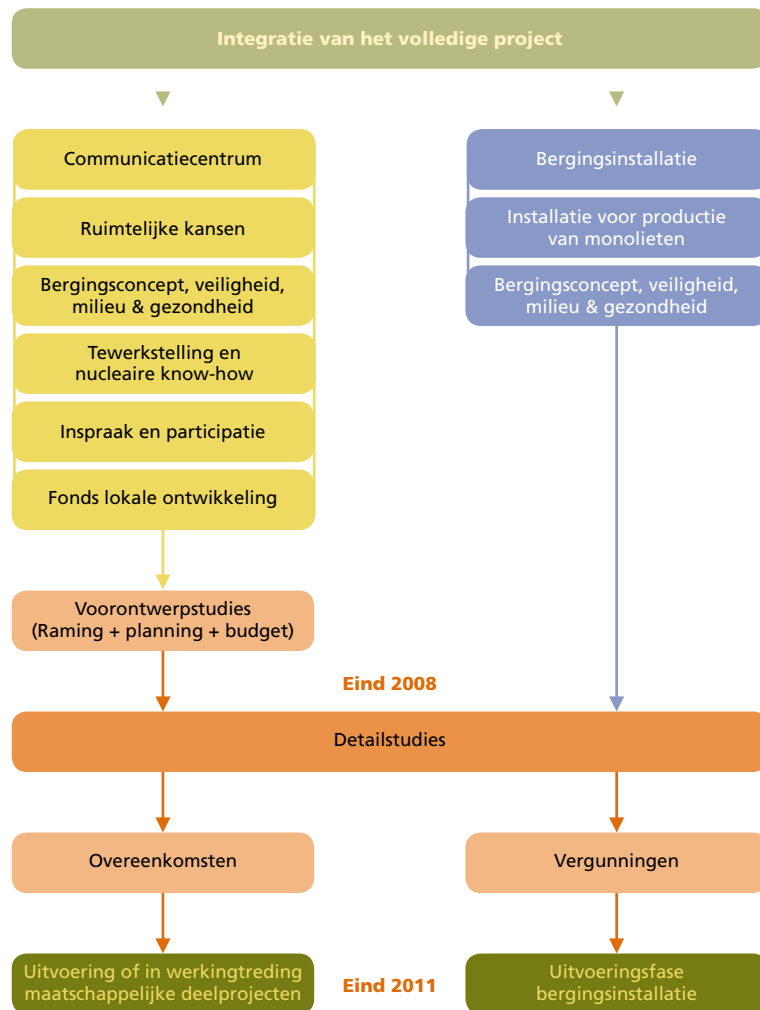 Integratie van het volledige project
Communicatiecentrum
Ruimtelijke kansen
Bergingsconcept, veiligheid,
milieu & gezondheid
Tewerkstelling en
nucleaire know-how
Inspraak en participatie
Fonds lokale ontwikkeling
Voorontwerpstudies
(Raming + planning + budget)
Bergingsinstallatie
Installatie voor productie
van monolieten
Bergingsconcept, veiligheid,
milieu & gezondheid
Eind 2008
Detailstudies
Overeenkomsten
Vergunningen
Uitvoering of in werkingtreding
maatschappelijke deelprojecten
Eind 2011
Uitvoeringsfase
bergingsinstallatie